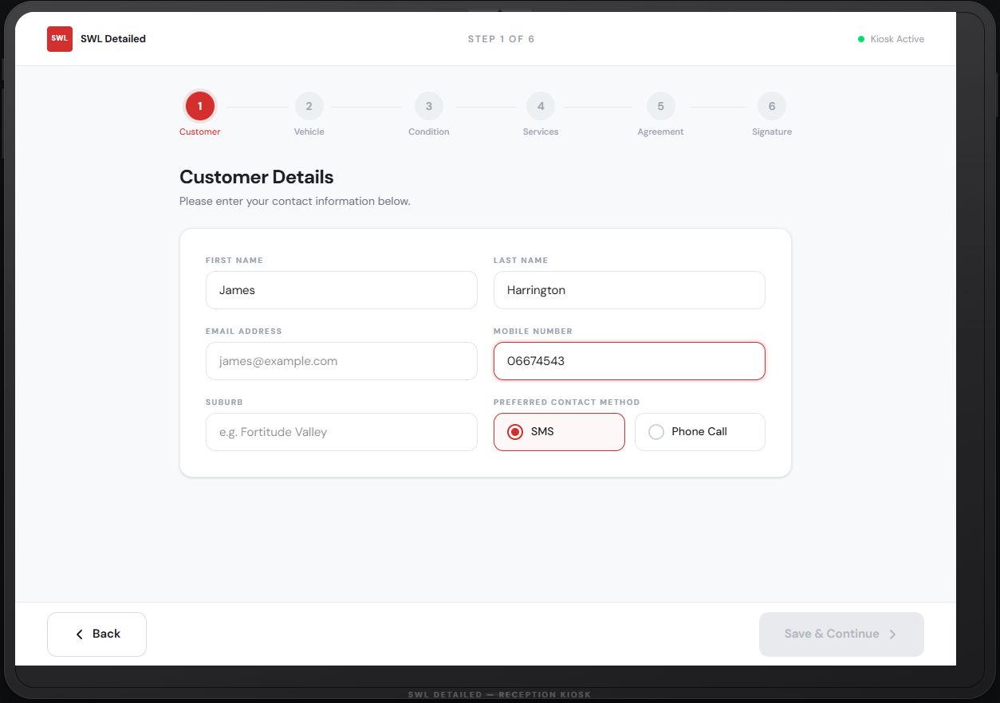 SWL SWL Detailed STEP 1 OF 6 Kiosk Active
1 2 3 4 5 6
Customer Vehicle Condition Services Agreement Signature
Customer Details
Please enter your contact information below.
FIRST NAME LAST NAME
James Harrington
EMAIL ADDRESS MOBILE NUMBER
james@example.com 06674543
SUBURB PREFERRED CONTACT METHOD
e.g. Fortitude Valley SMS Phone Call
Back Save & Continue
SWL DETAILED — RECEPTION KIOSK